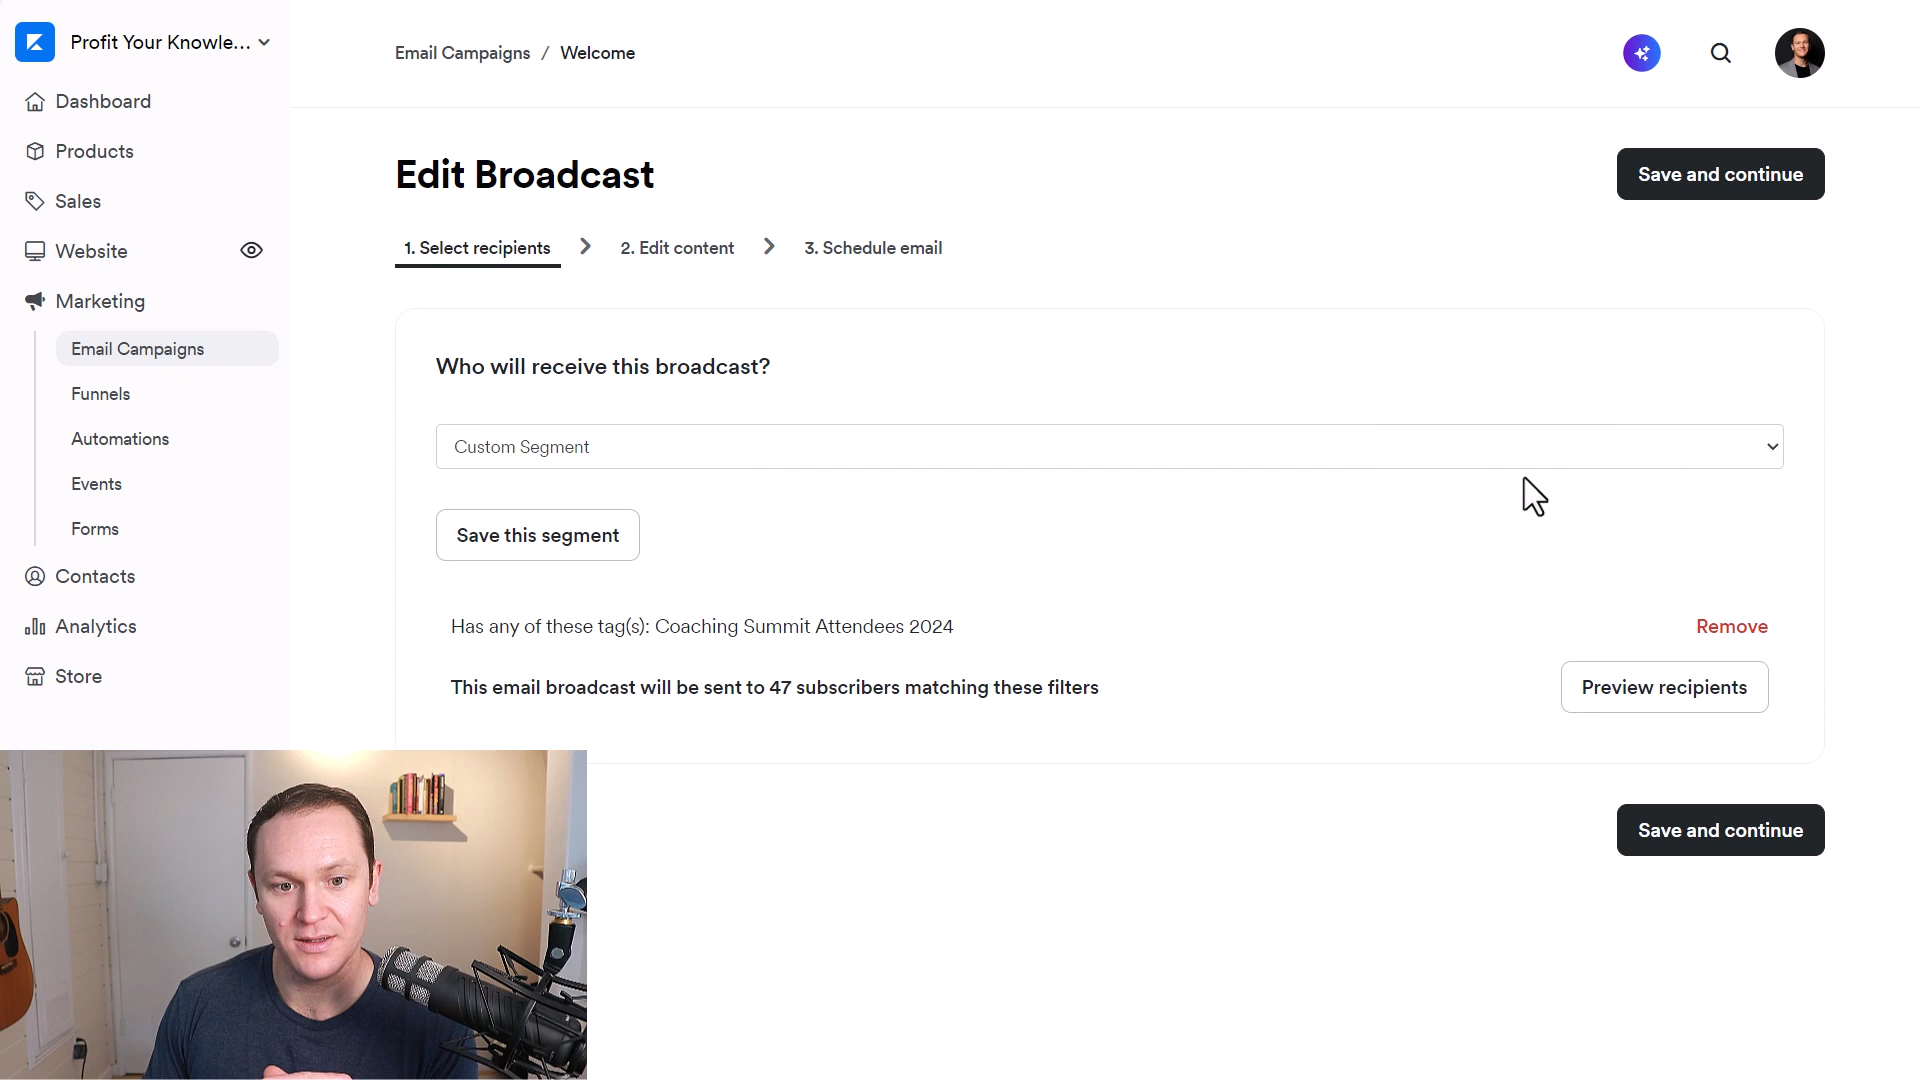 Profit Your Knowle...
Dashboard
Products
Sales
Website
Marketing
Email Campaigns
Funnels
Automations
Events
Forms
Contacts
Analytics
Store
Email Campaigns / Welcome
Edit Broadcast
Save and continue
1. Select recipients
2. Edit content
3. Schedule email
Who will receive this broadcast?
Custom Segment
Save this segment
Has any of these tag(s): Coaching Summit Attendees 2024
Remove
This email broadcast will be sent to 47 subscribers matching these filters
Preview recipients
Save and continue